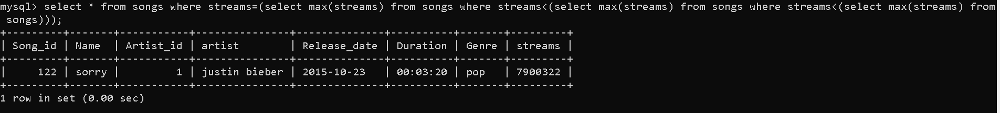 mysql> select * from songs where streams=(select max(streams) from songs where streams<(select max(streams) from songs where streams<(select max(streams) from
 songs)));
+---------+-------+-----------+---------------+--------------+----------+-------+---------+
| Song_id | Name  | Artist_id | artist        | Release_date | Duration | Genre | streams |
+---------+-------+-----------+---------------+--------------+----------+-------+---------+
|     122 | sorry |         1 | justin bieber | 2015-10-23   | 00:03:20 | pop   | 7900322 |
+---------+-------+-----------+---------------+--------------+----------+-------+---------+
1 row in set (0.00 sec)